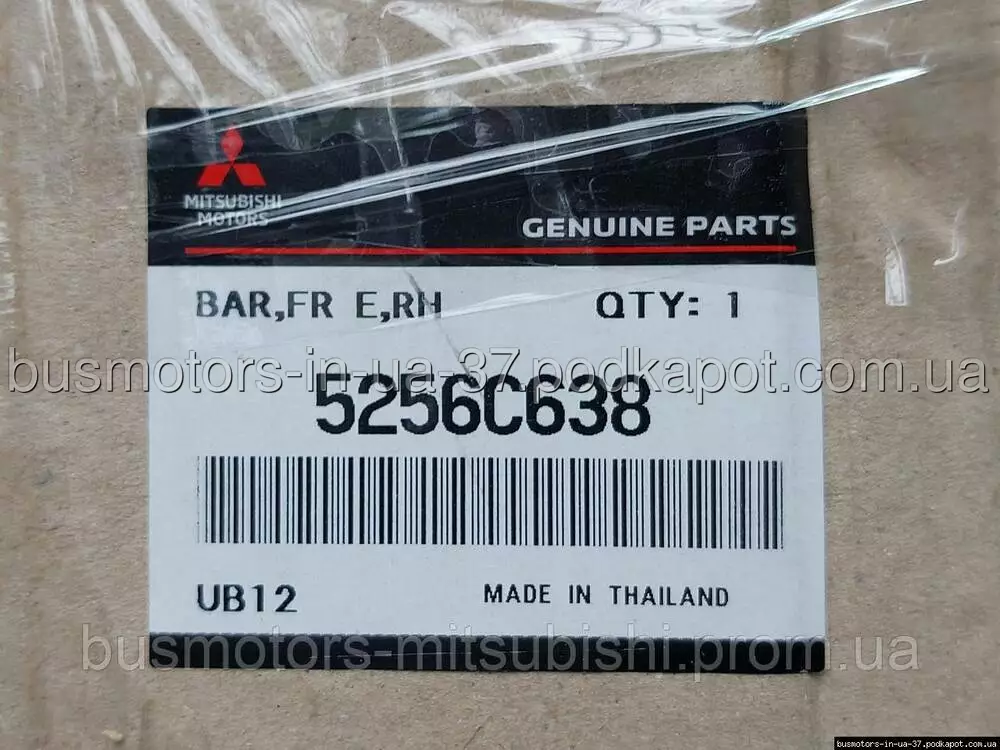 MITSUBISHI
MOTORS
GENUINE PARTS
BAR,FR E,RH QTY: 1
busmotors-in-ua-37.podkapot.com.ua
5256C638
UB12 MADE IN THAILAND
busmotors-mitsubishi.prom.ua
busmotors-in-ua-37.podkapot.com.ua